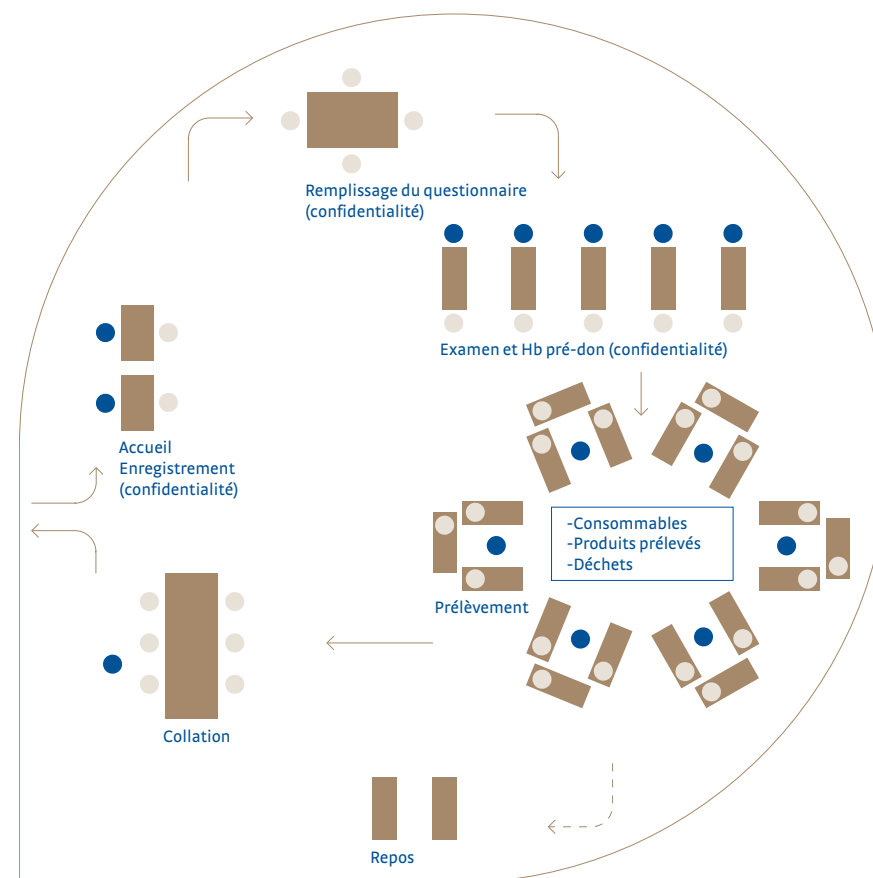 Remplissage du questionnaire
(confidentialité)
Examen et Hb pré-don (confidentialité)
Accueil
Enregistrement
(confidentialité)
-Consommables
-Produits prélevés
-Déchets
Prélèvement
Collation
Repos